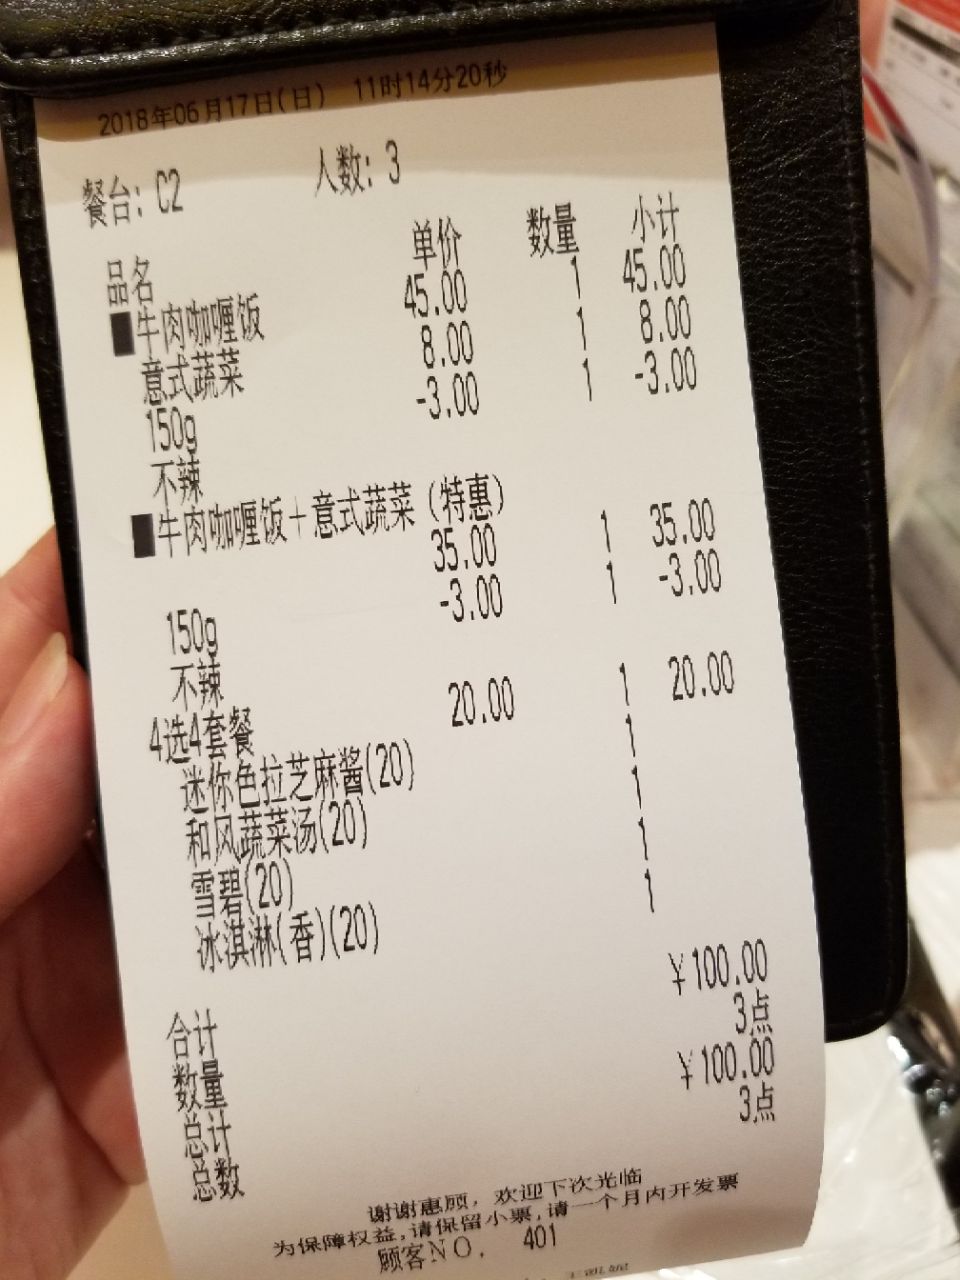 2018年06月17日(日) 11时14分20秒
餐台: C2 人数: 3
品名 单价 数量 小计
■牛肉咖喱饭 45.00 1 45.00
意式蔬菜 8.00 1 8.00
150g -3.00 1 -3.00
不辣
■牛肉咖喱饭+意式蔬菜(特惠)
35.00 1 35.00
150g -3.00 1 -3.00
不辣
4选4套餐 20.00 1 20.00
迷你色拉芝麻酱(20) 1
和风蔬菜汤(20) 1
雪碧(20) 1
冰淇淋(香)(20) 1
合计 ¥100.00
数量 3点
总计 ¥100.00
总数 3点
谢谢惠顾, 欢迎下次光临
为保障权益,请保留小票,请一个月内开发票
顾客NO. 401